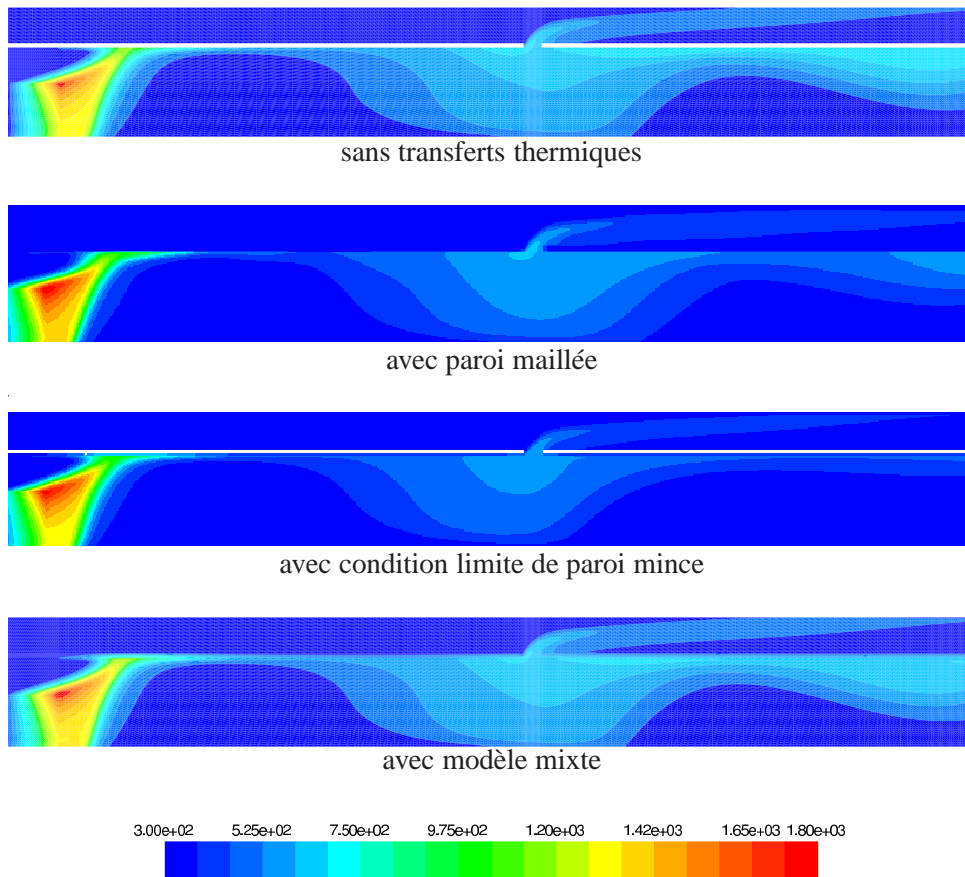 sans transferts thermiques
avec paroi maillée
avec condition limite de paroi mince
avec modèle mixte
3.00e+02 5.25e+02 7.50e+02 9.75e+02 1.20e+03 1.42e+03 1.65e+03 1.80e+03